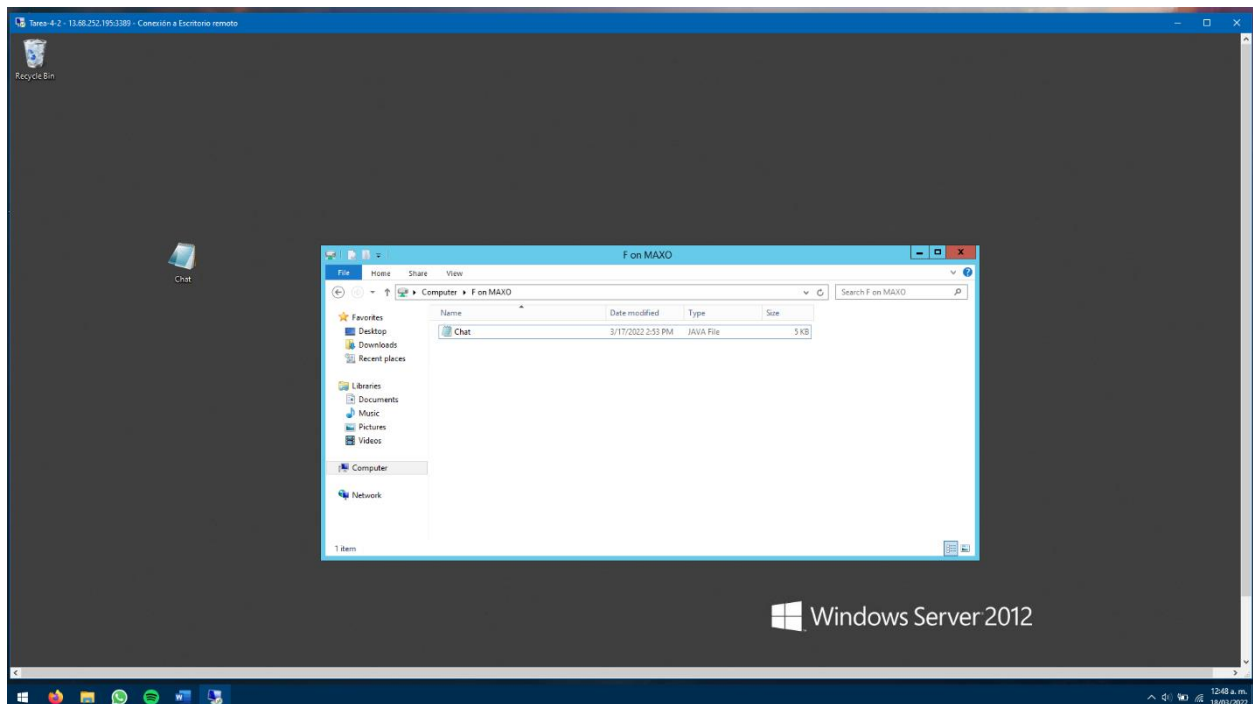 Tarea-4-2 - 13.68.252.195:3389 - Conexión a Escritorio remoto
Recycle Bin
Chat
F on MAXO
File Home Share View
Computer F on MAXO
Search F on MAXO
Name Date modified Type Size
Chat 3/17/2022 2:53 PM JAVA File 5 KB
Favorites
Desktop
Downloads
Recent places
Libraries
Documents
Music
Pictures
Videos
Computer
Network
1 item
Windows Server 2012
12:48 a. m.
18/03/2022